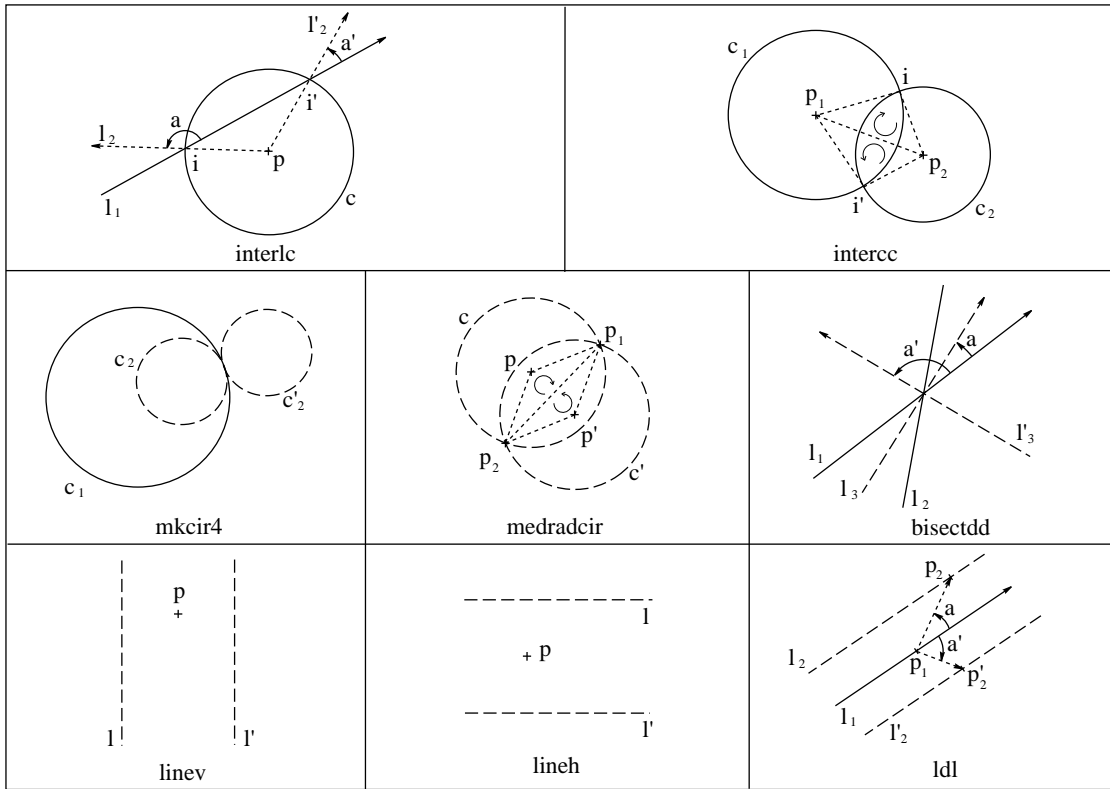 l'2
a'
i'
a
l2
i
p
l1
c
interlc
c1
i
p1
p2
i'
c2
intercc
c2
c'2
c1
mkcir4
c
p1
p
p'
p2
c'
medradcir
a'
a
l1
l'3
l3
l2
bisectdd
p
l
l'
linev
l
p
l'
lineh
p2
a
a'
l2
p1
p'2
l1
l'2
ldl